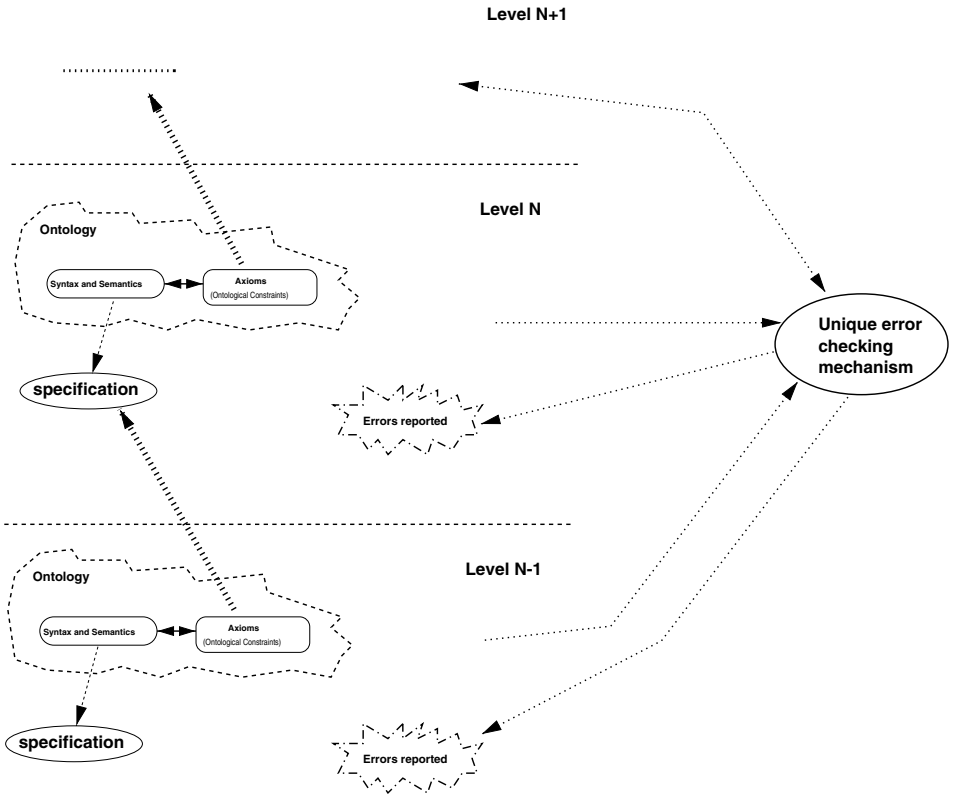 Level N+1
Level N
Ontology
Syntax and Semantics
Axioms
(Ontological Constraints)
Unique error
checking
mechanism
specification
Errors reported
Level N-1
Ontology
Syntax and Semantics
Axioms
(Ontological Constraints)
specification
Errors reported